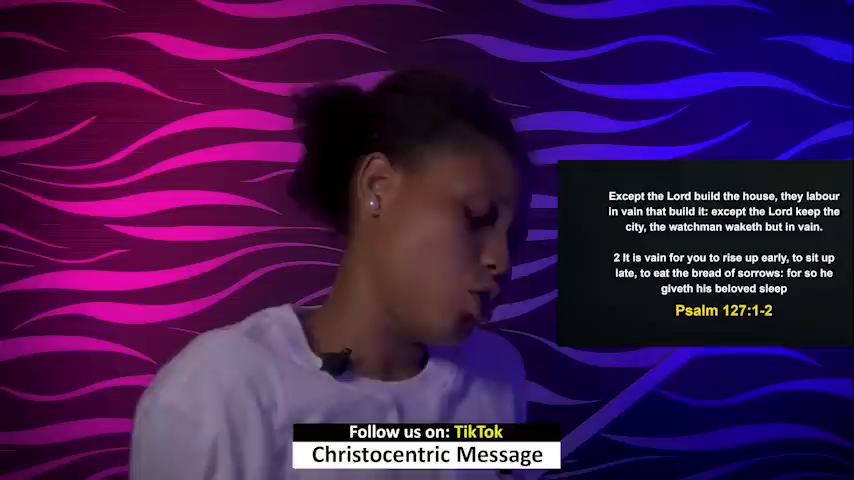 Except the Lord build the house, they labour
in vain that build it: except the Lord keep the
city, the watchman waketh but in vain.
2 It is vain for you to rise up early, to sit up
late, to eat the bread of sorrows: for so he
giveth his beloved sleep
Psalm 127:1-2
Follow us on: TikTok
Christocentric Message